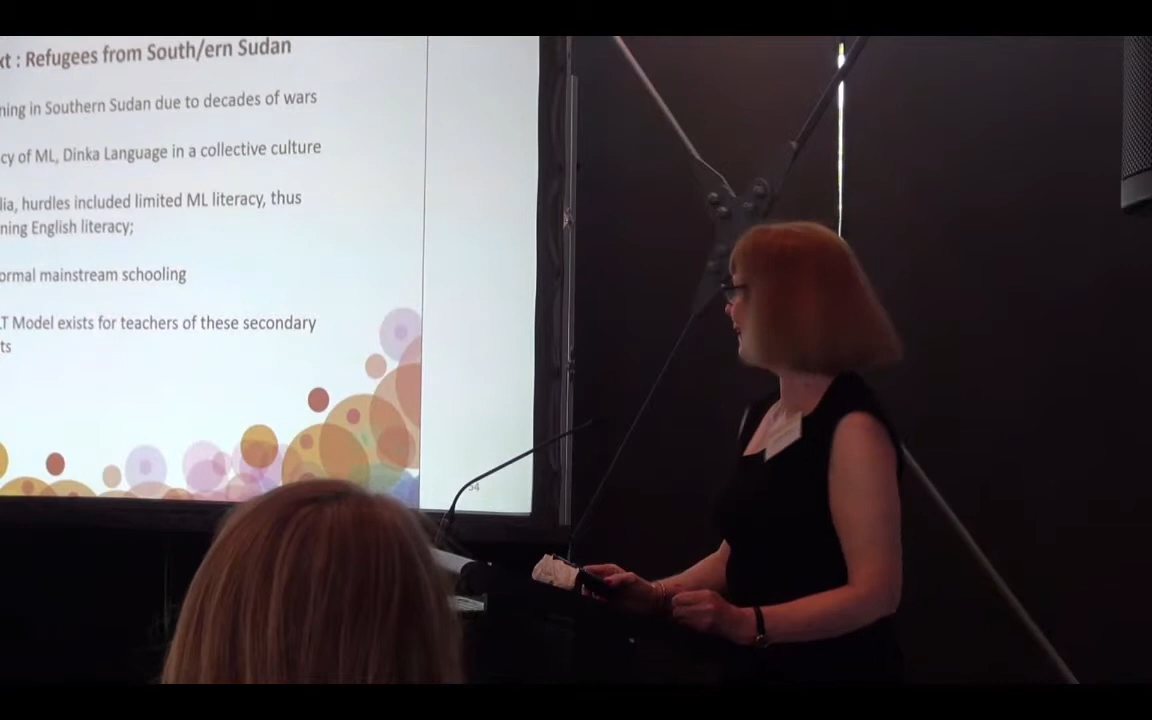 xt : Refugees from South/ern Sudan
ning in Southern Sudan due to decades of wars
cy of ML, Dinka Language in a collective culture
lia, hurdles included limited ML literacy, thus
ning English literacy;
ormal mainstream schooling
LT Model exists for teachers of these secondary
ts
54